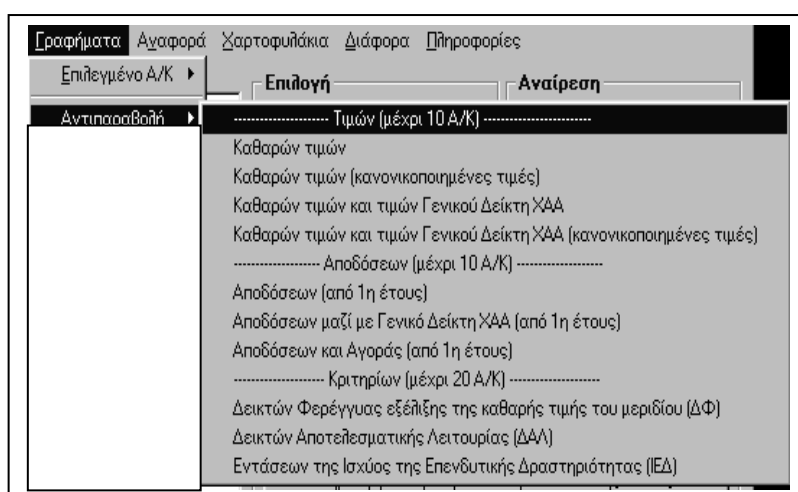 Γραφήματα Αναφορά Χαρτοφυλάκια Διάφορα Πληροφορίες
Επιλεγμένο Α/Κ
Επιλογή Αναίρεση
Αντιπαραβολή
---------------------- Τιμών (μέχρι 10 Α/Κ) -------------------------
Καθαρών τιμών
Καθαρών τιμών (κανονικοποιημένες τιμές)
Καθαρών τιμών και τιμών Γενικού Δείκτη ΧΑΑ
Καθαρών τιμών και τιμών Γενικού Δείκτη ΧΑΑ (κανονικοποιημένες τιμές)
-------------------- Αποδόσεων (μέχρι 10 Α/Κ) --------------------
Αποδόσεων (από 1η έτους)
Αποδόσεων μαζί με Γενικό Δείκτη ΧΑΑ (από 1η έτους)
Αποδόσεων και Αγοράς (από 1η έτους)
--------------------- Κριτηρίων (μέχρι 20 Α/Κ) ---------------------
Δεικτών Φερέγγυας εξέλιξης της καθαρής τιμής του μεριδίου (ΔΦ)
Δεικτών Αποτελεσματικής Λειτουρίας (ΔΑΛ)
Εντάσεων της Ισχύος της Επενδυτικής Δραστηριότητας (ΙΕΔ)